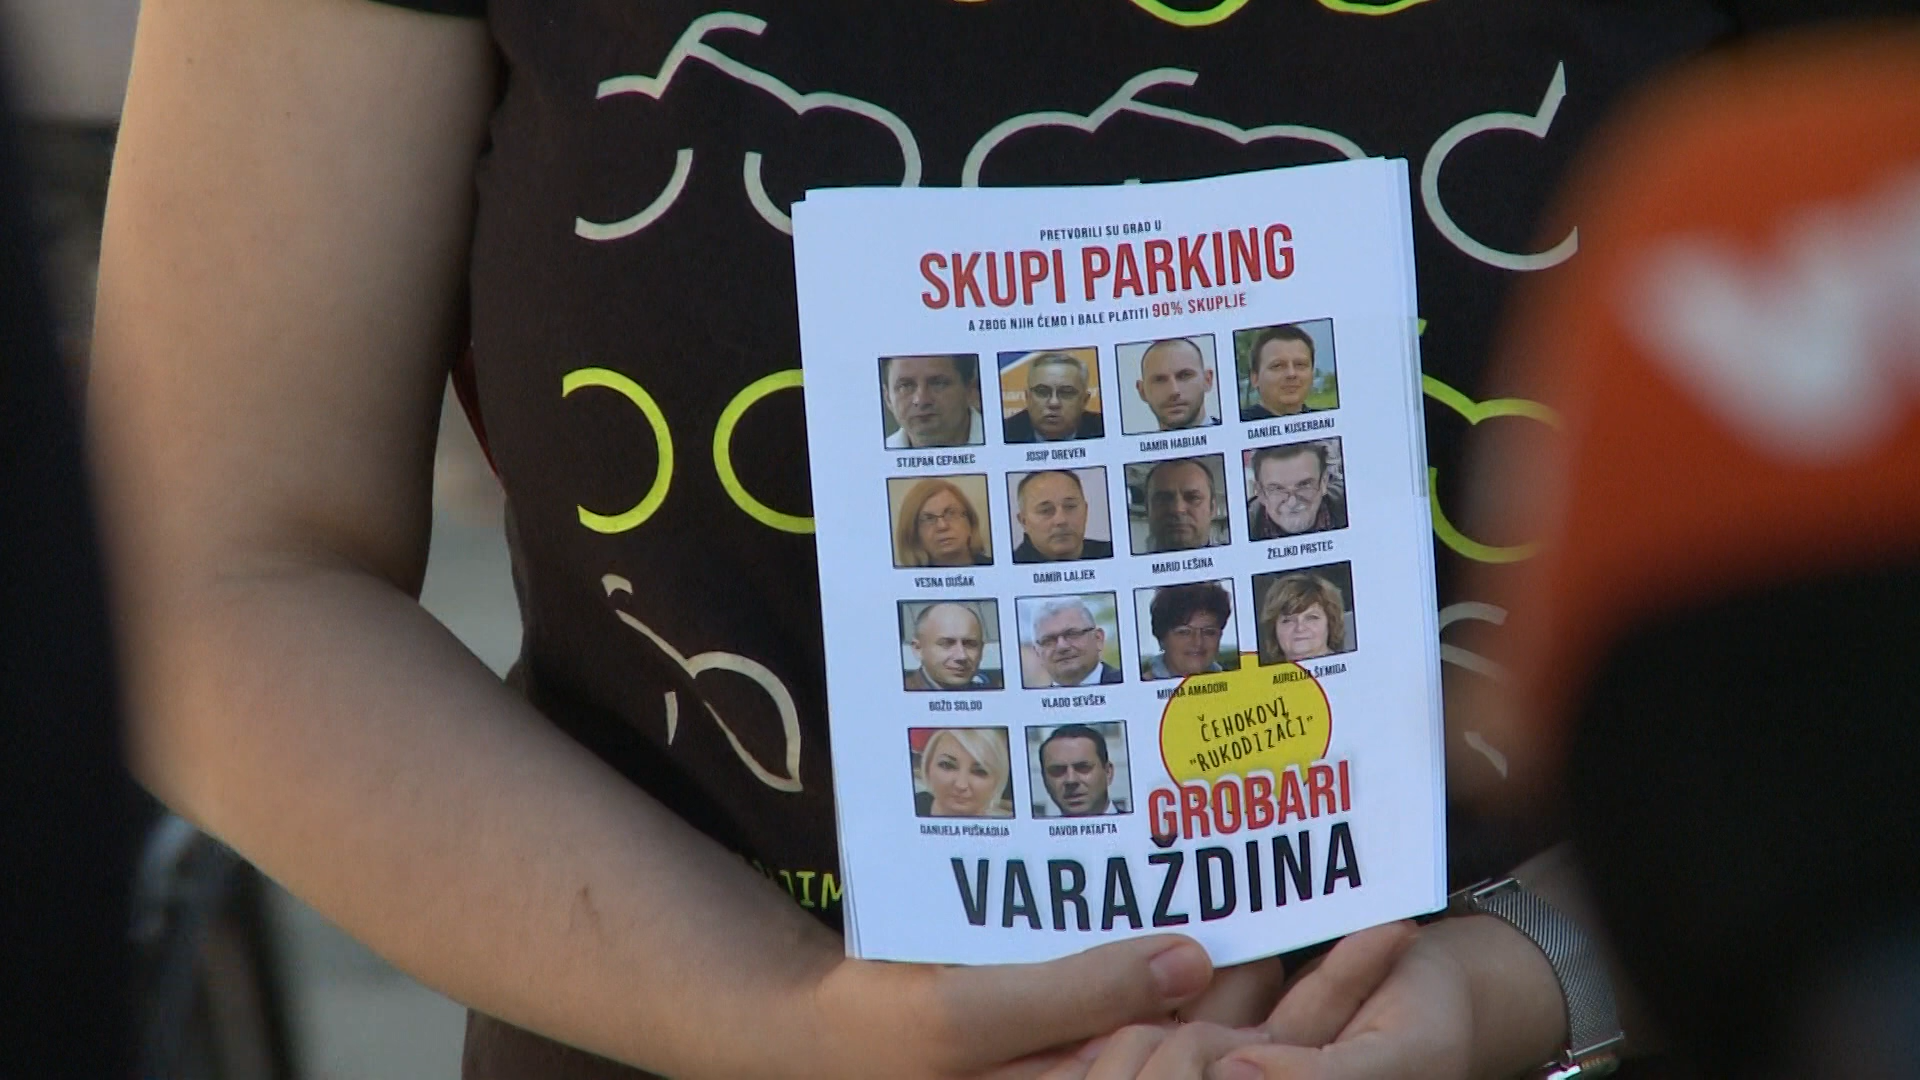 PRETVORILI SU GRAD U
SKUPI PARKING
A ZBOG NJIH ĆEMO I BALE PLATITI 90% SKUPLJE
STJEPAN CEPANEC JOSIP DREVEN DAMIR HABIJAN DANIJEL KUSERBANJ
VESNA DUŠAK DAMIR LALJEK MARIO LEŠINA ŽELJKO PRSTEC
BOŽO SOLDO VLADO SEVŠEK MIRNA AMADORI AURELIJA ŠEMIGA
DANIJELA PUŠKADIJA DAVOR PATAFTA
ČEHOKOVI
"RUKODIZAČI"
GROBARI
VARAŽDINA